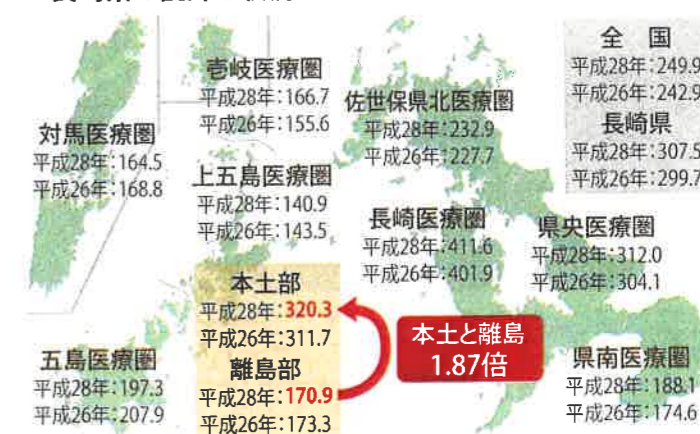 壱岐医療圏
平成28年:166.7
平成26年:155.6
全 国
平成28年:249.9
平成26年:242.9
長崎県
平成28年:307.5
平成26年:299.7
佐世保県北医療圏
平成28年:232.9
平成26年:227.7
対馬医療圏
平成28年:164.5
平成26年:168.8
上五島医療圏
平成28年:140.9
平成26年:143.5
長崎医療圏
平成28年:411.6
平成26年:401.9
県央医療圏
平成28年:312.0
平成26年:304.1
本土部
平成28年:320.3
平成26年:311.7
離島部
平成28年:170.9
平成26年:173.3
本土と離島
1.87倍
五島医療圏
平成28年:197.3
平成26年:207.9
県南医療圏
平成28年:188.1
平成26年:174.6